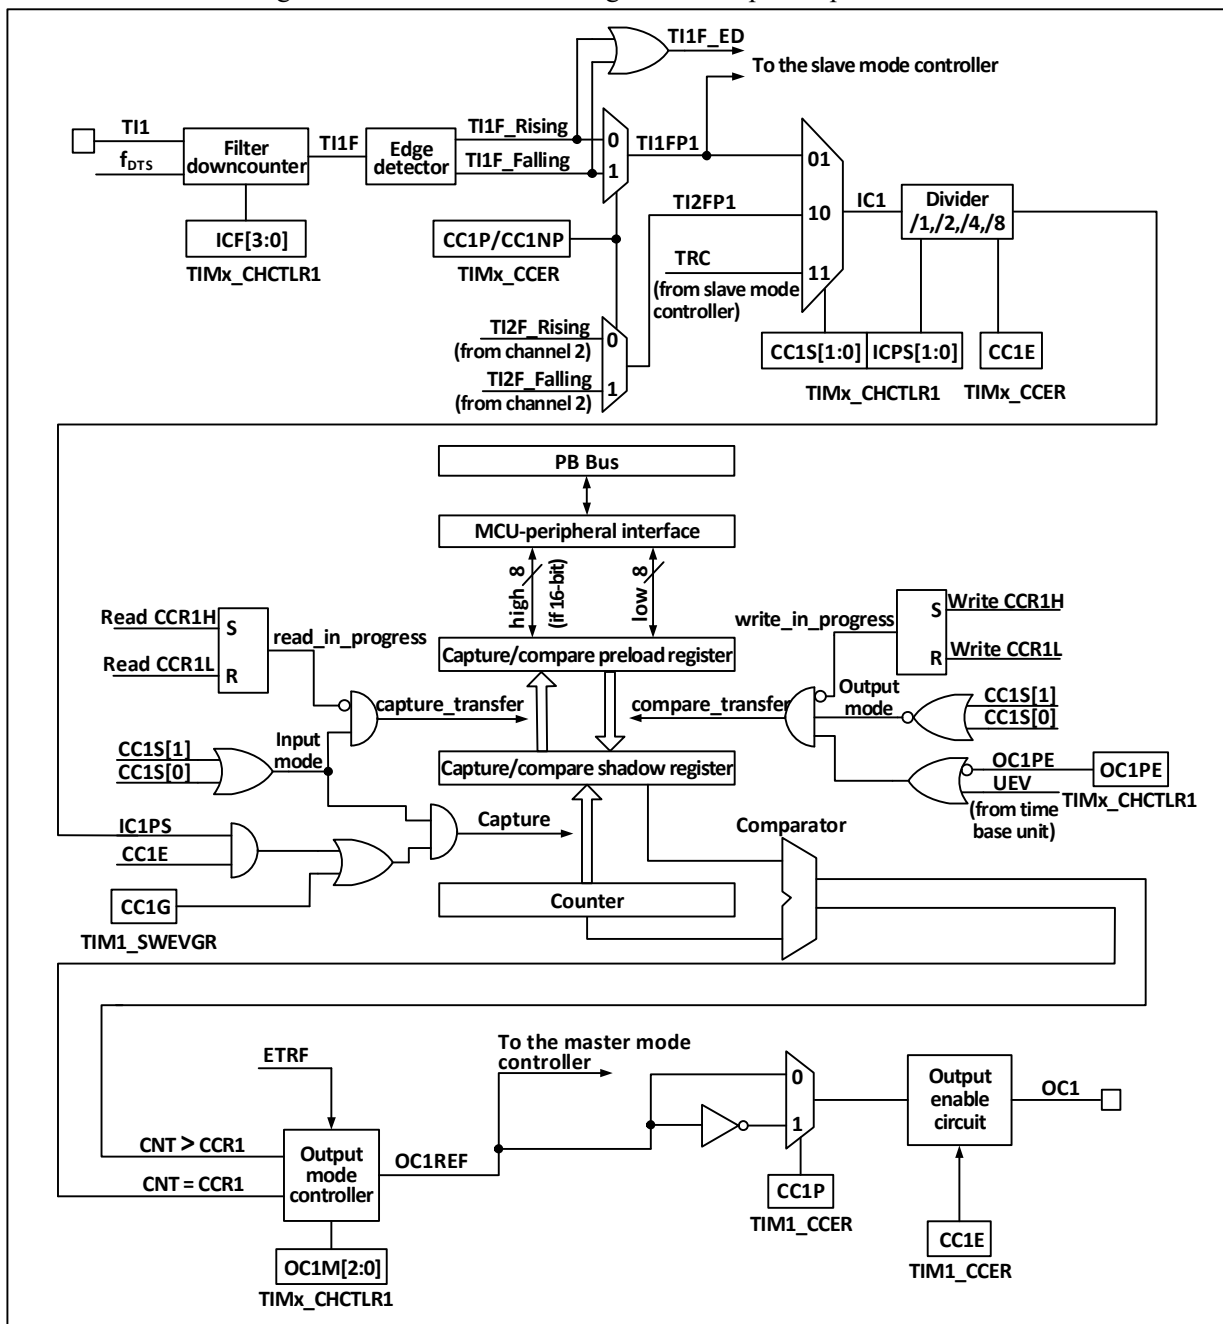 TI1F_ED
To the slave mode controller
TI1
f_DTS
Filter
downcounter
TI1F
Edge
detector
TI1F_Rising
TI1F_Falling
0
1
TI1FP1
01
10
11
IC1
Divider
/1,/2,/4,/8
TI2FP1
ICF[3:0]
TIMx_CHCTLR1
CC1P/CC1NP
TIMx_CCER
TRC
(from slave mode
controller)
TI2F_Rising
(from channel 2)
TI2F_Falling
(from channel 2)
0
1
CC1S[1:0]
ICPS[1:0]
CC1E
TIMx_CHCTLR1
TIMx_CCER
PB Bus
MCU-peripheral interface
high
8
(if 16-bit)
low
8
Read CCR1H
Read CCR1L
S
R
read_in_progress
write_in_progress
S
R
Write CCR1H
Write CCR1L
Capture/compare preload register
capture_transfer
compare_transfer
Output
mode
CC1S[1]
CC1S[0]
CC1S[1]
CC1S[0]
Input
mode
Capture/compare shadow register
OC1PE
UEV
(from time
base unit)
OC1PE
TIMx_CHCTLR1
IC1PS
CC1E
CC1G
TIM1_SWEVGR
Capture
Comparator
Counter
ETRF
To the master mode
controller
CNT > CCR1
CNT = CCR1
Output
mode
controller
OC1REF
0
1
Output
enable
circuit
OC1
OC1M[2:0]
TIMx_CHCTLR1
CC1P
TIM1_CCER
CC1E
TIM1_CCER